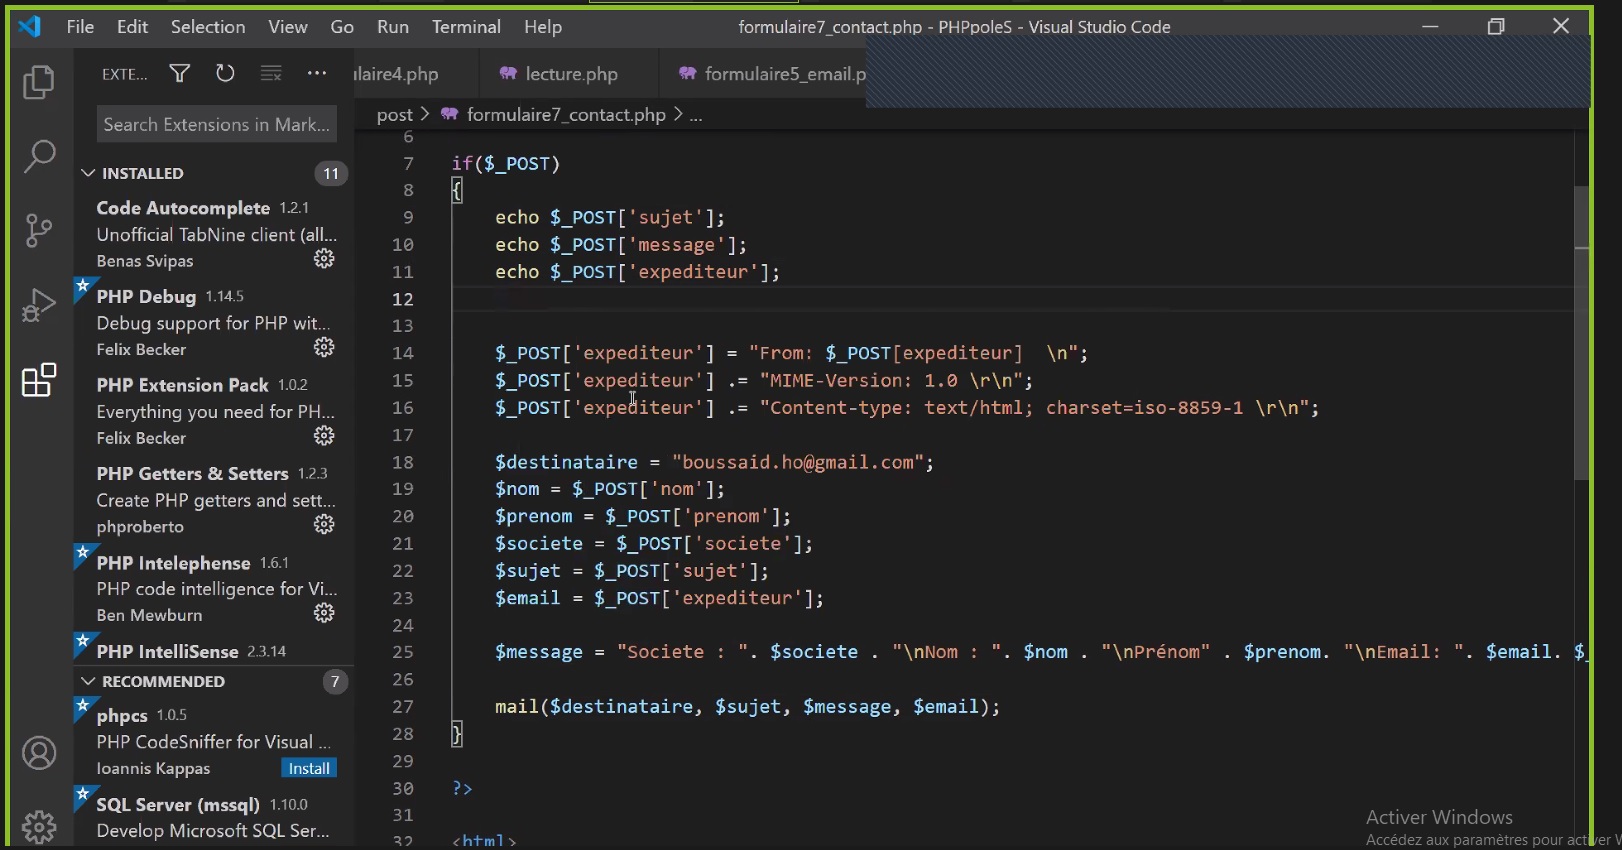 File Edit Selection View Go Run Terminal Help
formulaire7_contact.php - PHPpoleS - Visual Studio Code
EXTE...
laire4.php
lecture.php
formulaire5_email.p
Search Extensions in Mark...
post > formulaire7_contact.php > ...
INSTALLED 11
Code Autocomplete 1.2.1
Unofficial TabNine client (all...
Benas Svipas
PHP Debug 1.14.5
Debug support for PHP wit...
Felix Becker
PHP Extension Pack 1.0.2
Everything you need for PH...
Felix Becker
PHP Getters & Setters 1.2.3
Create PHP getters and sett...
phproberto
PHP Intelephense 1.6.1
PHP code intelligence for Vi...
Ben Mewburn
PHP IntelliSense 2.3.14
RECOMMENDED 7
phpcs 1.0.5
PHP CodeSniffer for Visual ...
Ioannis Kappas Install
SQL Server (mssql) 1.10.0
Develop Microsoft SQL Ser...
6
7 if($_POST)
8 {
9 echo $_POST['sujet'];
10 echo $_POST['message'];
11 echo $_POST['expediteur'];
12
13
14 $_POST['expediteur'] = "From: $_POST[expediteur]  \n";
15 $_POST['expediteur'] .= "MIME-Version: 1.0 \r\n";
16 $_POST['expediteur'] .= "Content-type: text/html; charset=iso-8859-1 \r\n";
17
18 $destinataire = "boussaid.ho@gmail.com";
19 $nom = $_POST['nom'];
20 $prenom = $_POST['prenom'];
21 $societe = $_POST['societe'];
22 $sujet = $_POST['sujet'];
23 $email = $_POST['expediteur'];
24
25 $message = "Societe : ". $societe . "\nNom : ". $nom . "\nPrénom" . $prenom. "\nEmail: ". $email. $_
26
27 mail($destinataire, $sujet, $message, $email);
28 }
29
30 ?>
31
32 <html>
Activer Windows
Accédez aux paramètres pour activer W